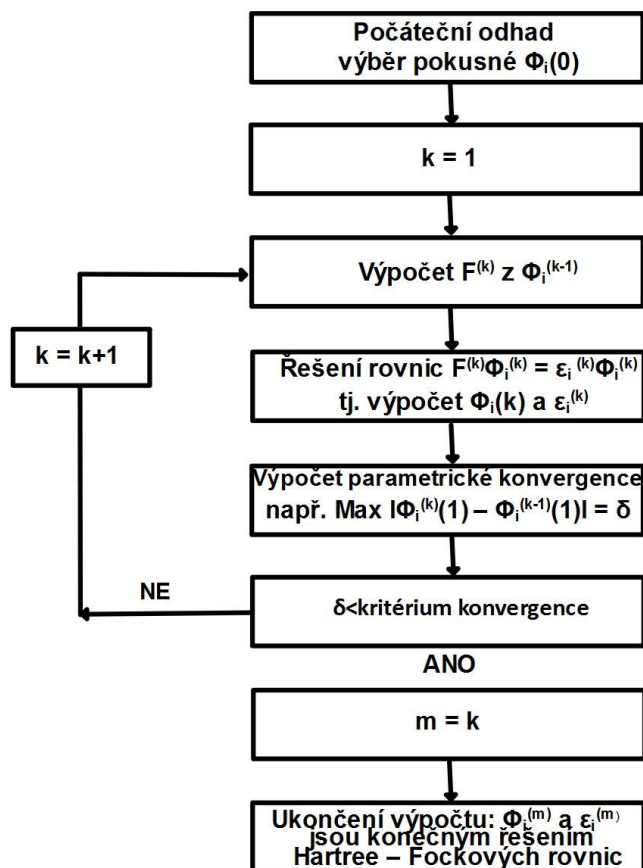 Počáteční odhad
výběr pokusné Φᵢ(0)
k = 1
Výpočet F⁽ᵏ⁾ z Φᵢ⁽ᵏ⁻¹⁾
k = k+1
Řešení rovnic F⁽ᵏ⁾Φᵢ⁽ᵏ⁾ = εᵢ⁽ᵏ⁾Φᵢ⁽ᵏ⁾
tj. výpočet Φᵢ(k) a εᵢ⁽ᵏ⁾
Výpočet parametrické konvergence
např. Max |Φᵢ⁽ᵏ⁾(1) – Φᵢ⁽ᵏ⁻¹⁾(1)| = δ
NE
δ<kritérium konvergence
ANO
m = k
Ukončení výpočtu: Φᵢ⁽ᵐ⁾ a εᵢ⁽ᵐ⁾
jsou konečným řešením
Hartree – Fockových rovnic